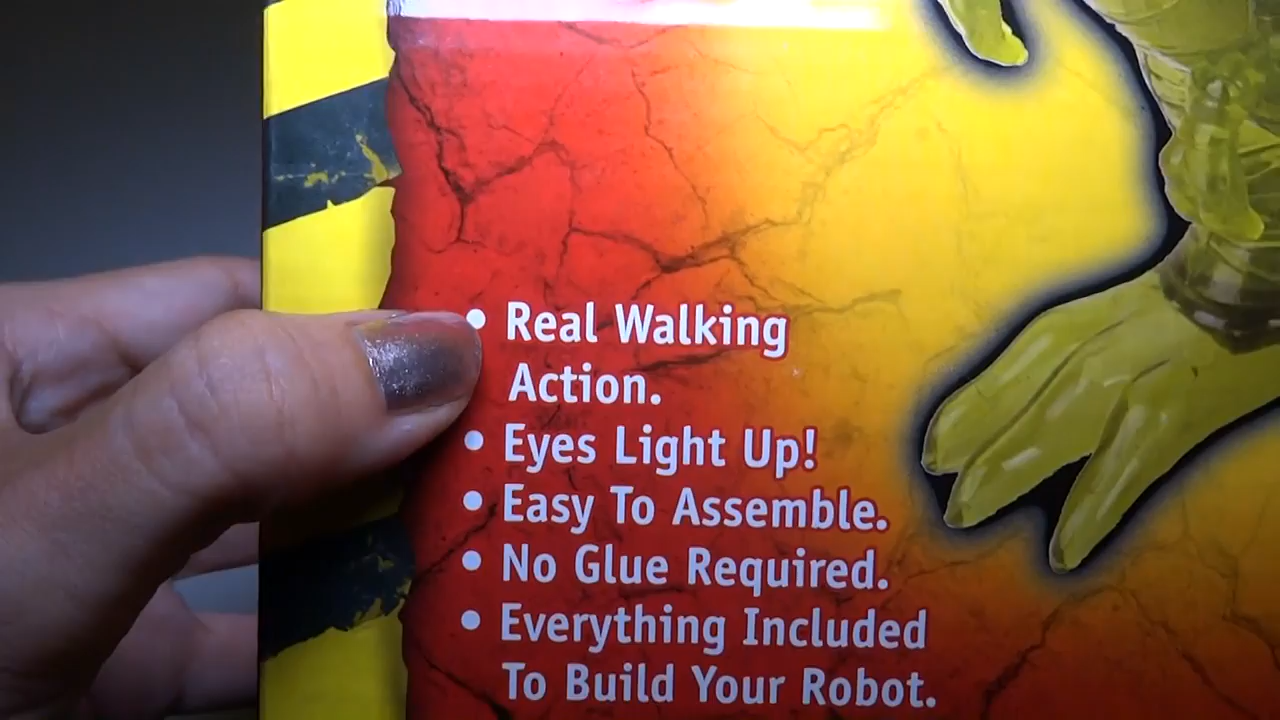 • Real Walking
Action.
• Eyes Light Up!
• Easy To Assemble.
• No Glue Required.
• Everything Included
To Build Your Robot.